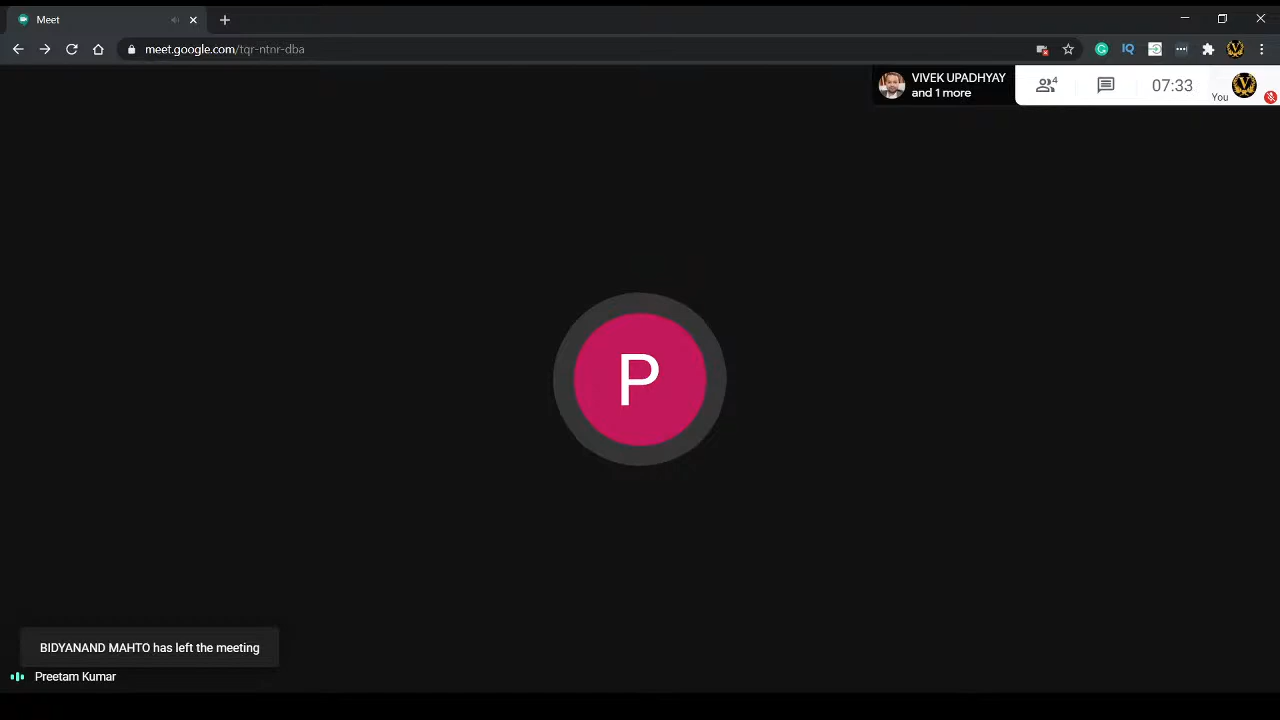 Meet
meet.google.com/tqr-ntnr-dba
IQ
VIVEK UPADHYAY
and 1 more
4
07:33
You
V
P
BIDYANAND MAHTO has left the meeting
Preetam Kumar